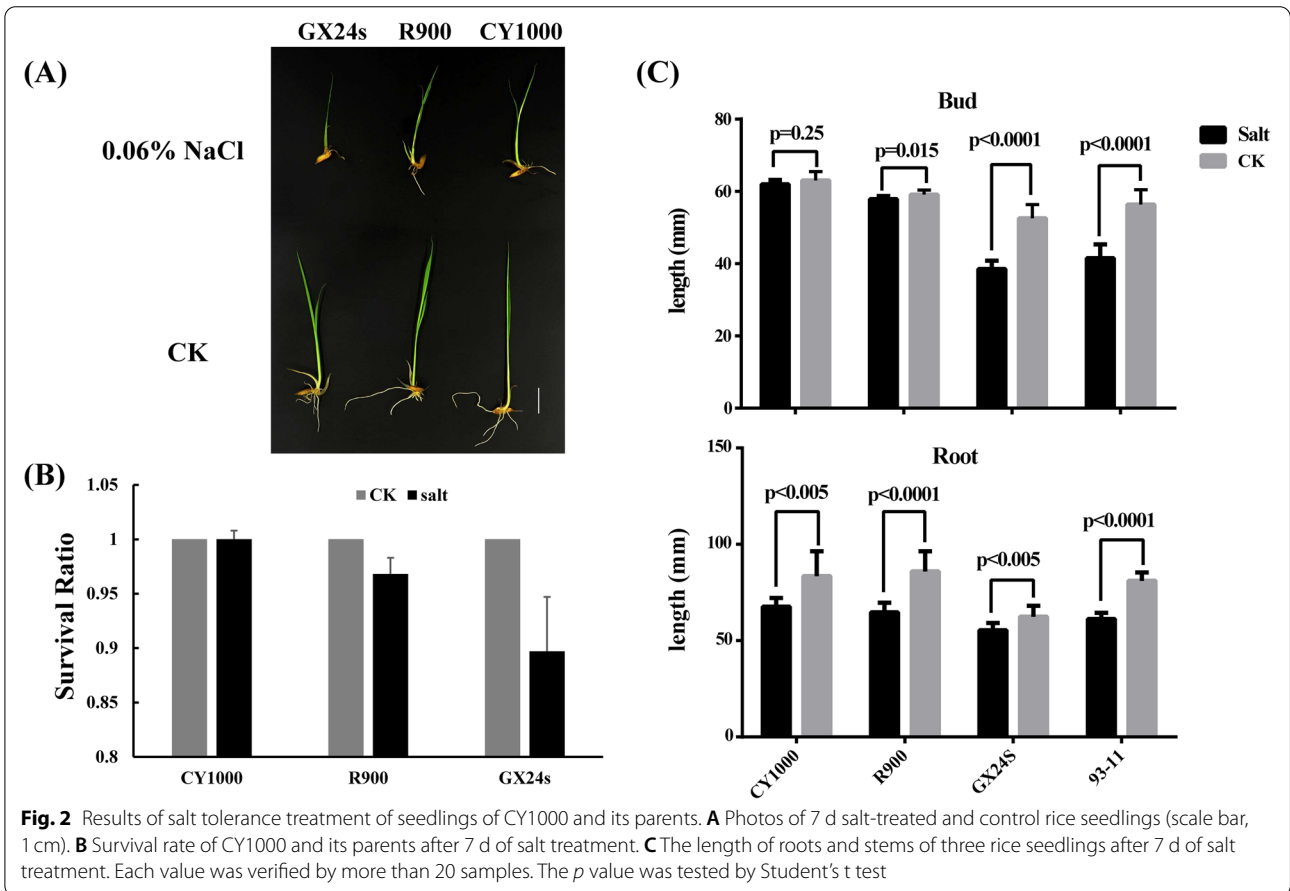 GX24s R900 CY1000
(A)
0.06% NaCl
CK
(B)
CK salt
Survival Ratio
1.05
1
0.95
0.9
0.85
0.8
CY1000 R900 GX24s
(C)
Bud
Salt
CK
length (mm)
80
60
40
20
0
p=0.25
p=0.015
p<0.0001
p<0.0001
Root
length (mm)
150
100
50
0
p<0.005
p<0.0001
p<0.005
p<0.0001
CY1000
R900
GX24S
93-11
Fig. 2 Results of salt tolerance treatment of seedlings of CY1000 and its parents. A Photos of 7 d salt-treated and control rice seedlings (scale bar,
1 cm). B Survival rate of CY1000 and its parents after 7 d of salt treatment. C The length of roots and stems of three rice seedlings after 7 d of salt
treatment. Each value was verified by more than 20 samples. The p value was tested by Student's t test